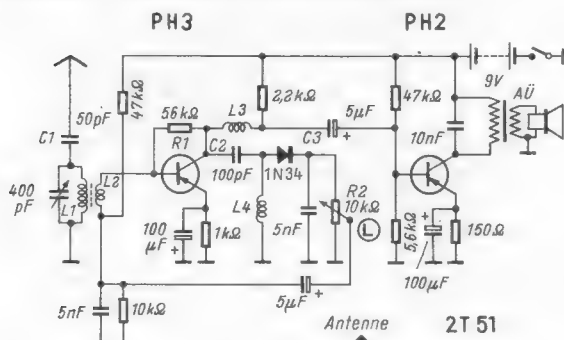 PH3
PH2
9V
AÜ
47kΩ
50pF
C1
400 pF
L1
L2
56kΩ
R1
C2
100pF
L3
2,2kΩ
5µF
C3
+
1N34
L4
5nF
R2
10kΩ
L
47kΩ
10nF
100 µF
+
1kΩ
5,6kΩ
+
100µF
150Ω
5nF
10kΩ
5µF
+
Antenne
2T51